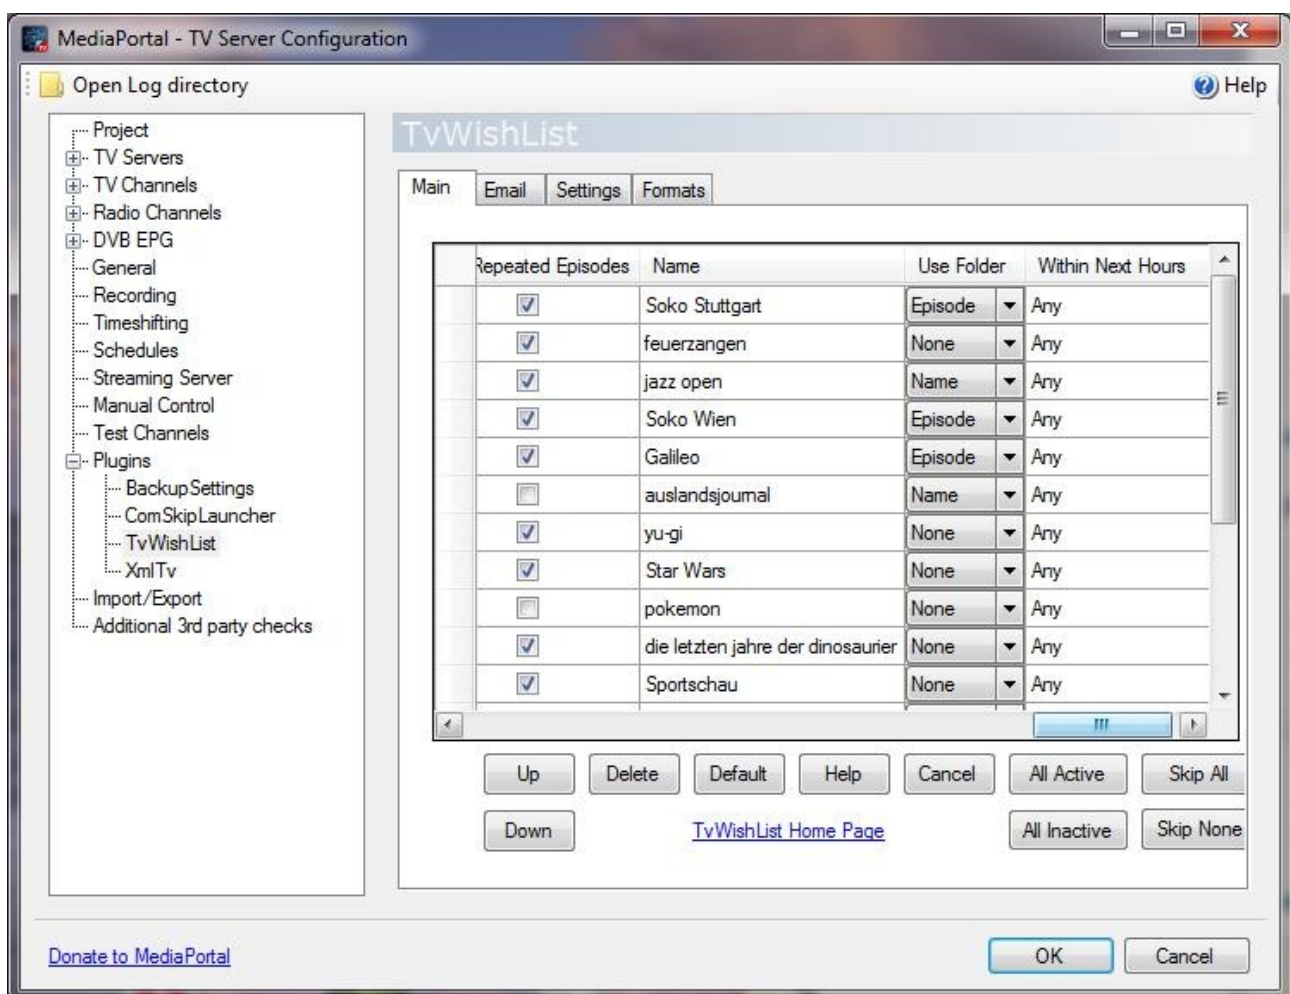 MediaPortal - TV Server Configuration
Open Log directory
Help
Project
TV Servers
TV Channels
Radio Channels
DVB EPG
General
Recording
Timeshifting
Schedules
Streaming Server
Manual Control
Test Channels
Plugins
BackupSettings
ComSkipLauncher
TvWishList
XmlTv
Import/Export
Additional 3rd party checks
TvWishList
Main Email Settings Formats
Repeated Episodes Name Use Folder Within Next Hours
Soko Stuttgart Episode Any
feuerzangen None Any
jazz open Name Any
Soko Wien Episode Any
Galileo Episode Any
auslandsjournal Name Any
yu-gi None Any
Star Wars None Any
pokemon None Any
die letzten jahre der dinosaurier None Any
Sportschau None Any
Up Delete Default Help Cancel All Active Skip All
Down TvWishList Home Page All Inactive Skip None
Donate to MediaPortal
OK Cancel